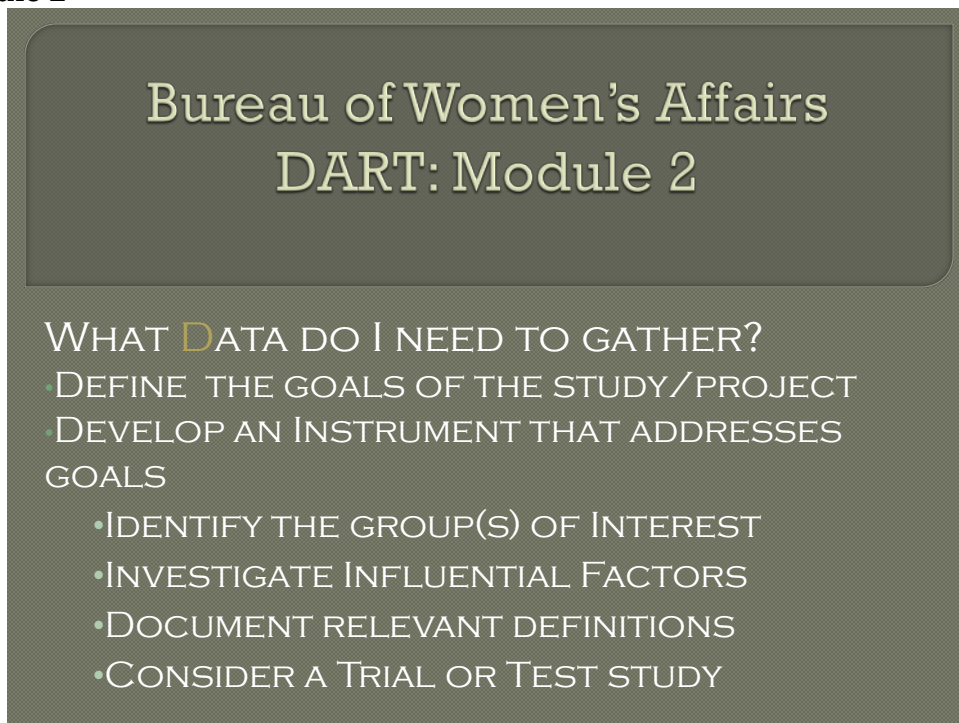 Bureau of Women’s Affairs
DART: Module 2
What Data do I need to gather?
•Define the goals of the study/project
•Develop an Instrument that addresses
goals
•Identify the group(s) of Interest
•Investigate Influential Factors
•Document relevant definitions
•Consider a Trial or Test study